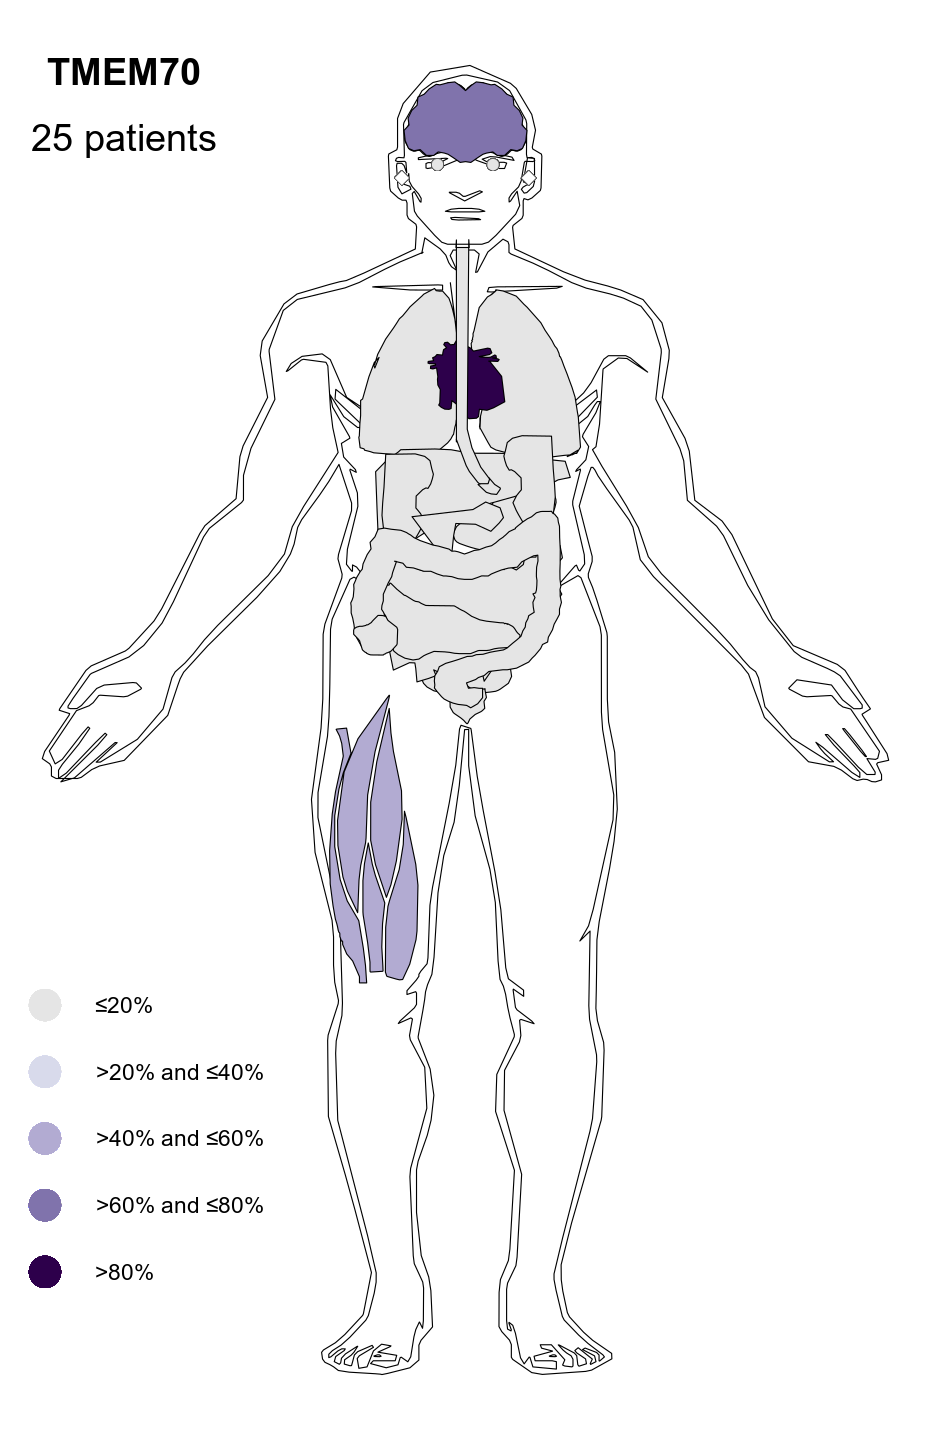 TMEM70
25 patients
≤20%
>20% and ≤40%
>40% and ≤60%
>60% and ≤80%
>80%